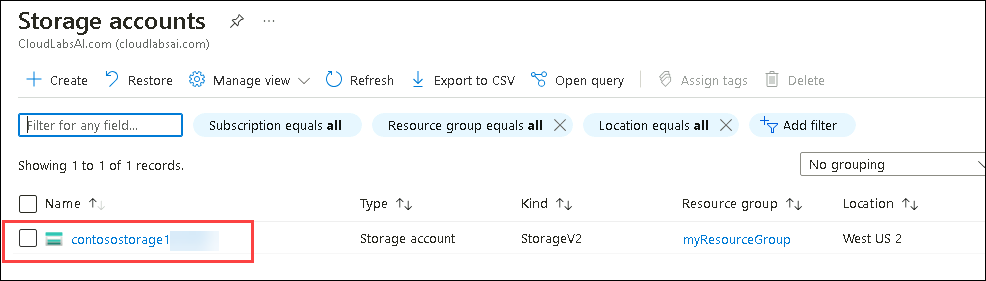 Storage accounts ...
CloudLabsAI.com (cloudlabsai.com)
+ Create Restore Manage view Refresh Export to CSV Open query Assign tags Delete
Filter for any field... Subscription equals all Resource group equals all Location equals all Add filter
Showing 1 to 1 of 1 records. No grouping
Name Type Kind Resource group Location
contosostorage1 Storage account StorageV2 myResourceGroup West US 2